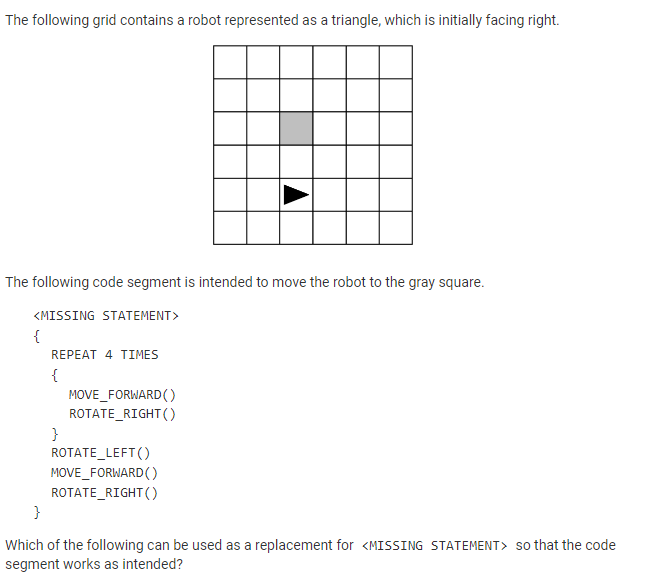 The following grid contains a robot represented as a triangle, which is initially facing right.
The following code segment is intended to move the robot to the gray square.
<MISSING STATEMENT>
{
REPEAT 4 TIMES
{
MOVE_FORWARD()
ROTATE_RIGHT()
}
ROTATE_LEFT()
MOVE_FORWARD()
ROTATE_RIGHT()
}
Which of the following can be used as a replacement for <MISSING STATEMENT> so that the code
segment works as intended?